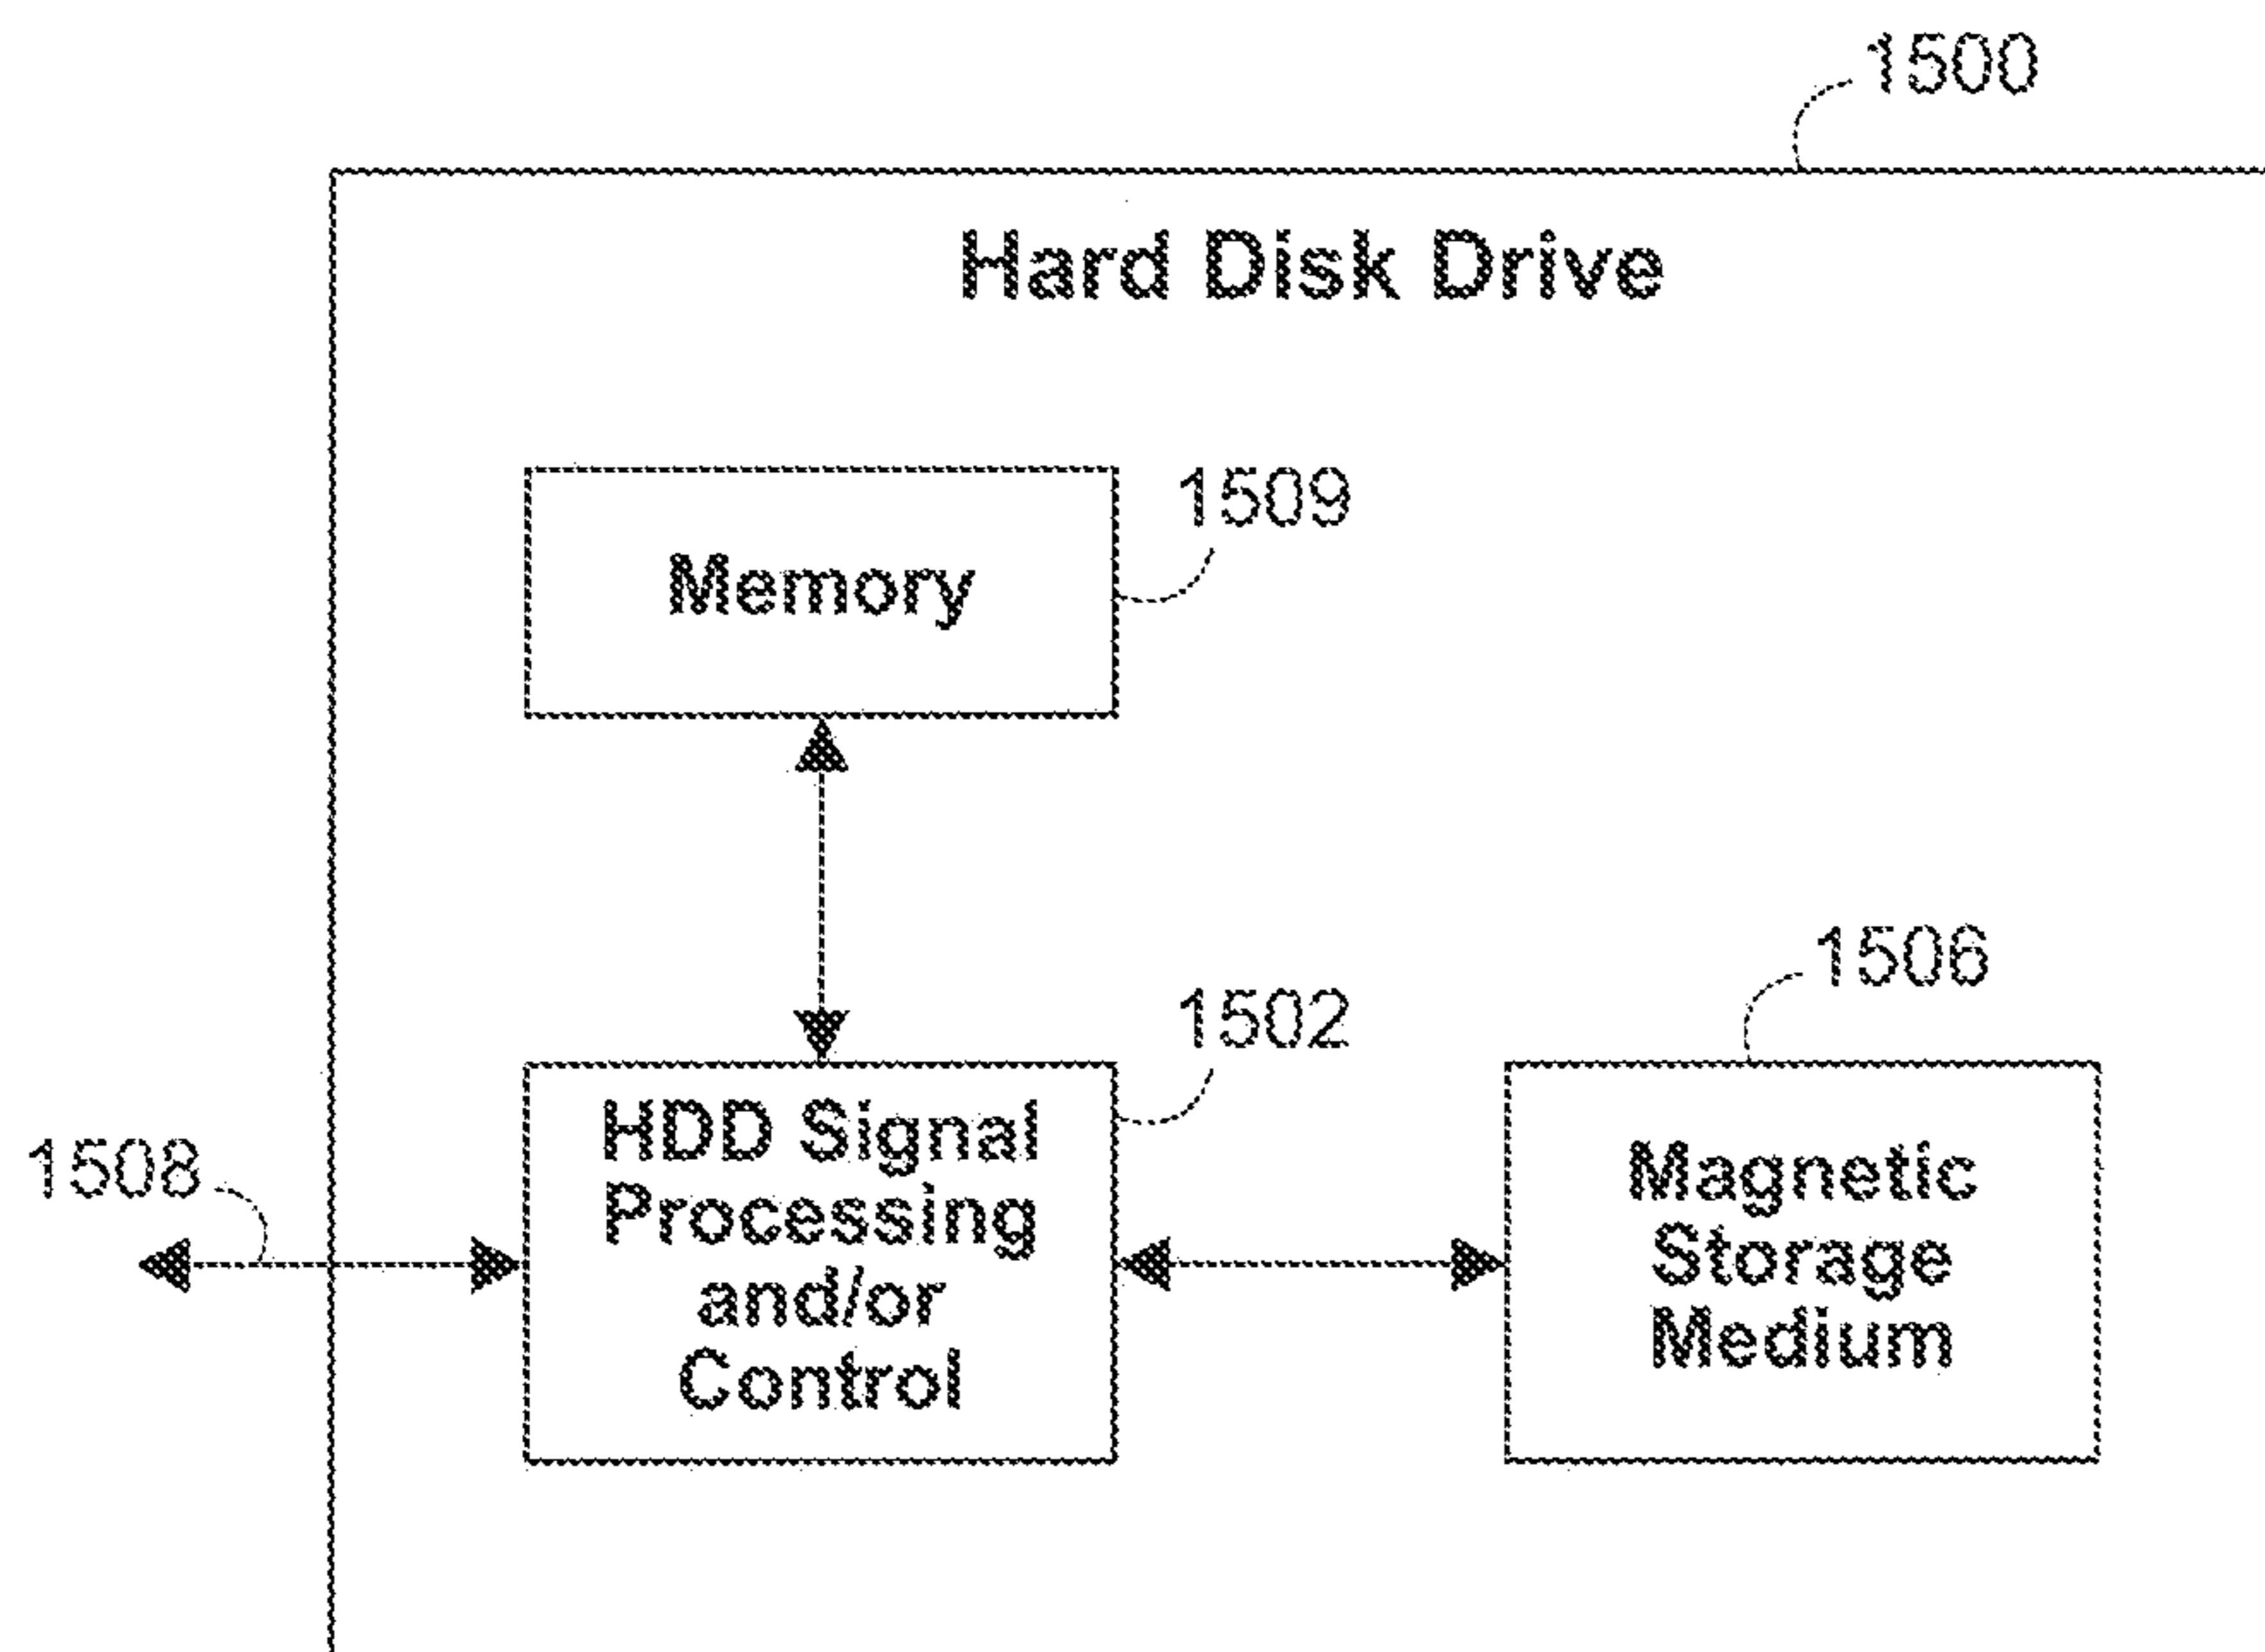 1500
Hard Disk Drive
1509
Memory
1506
1502
HDD Signal
Processing
and/or
Control
1508
Magnetic
Storage
Medium